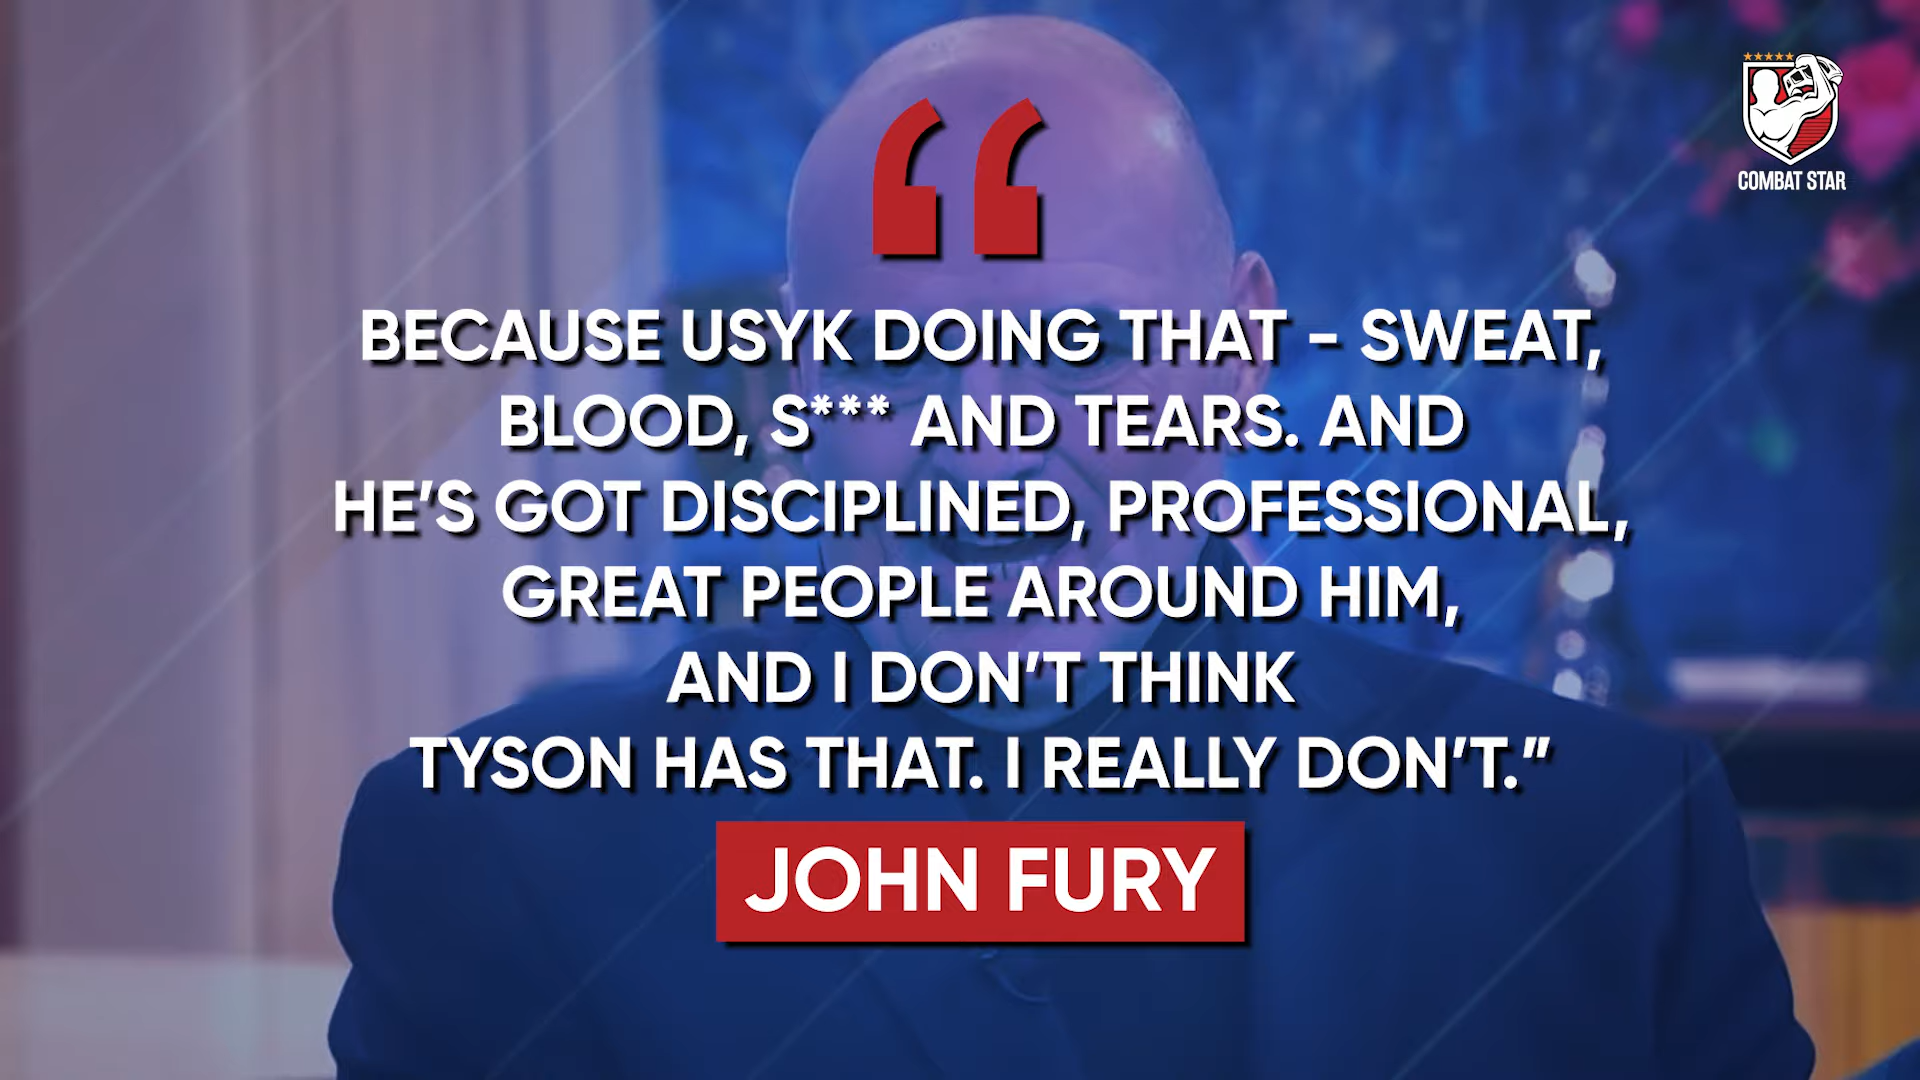 COMBAT STAR
“
BECAUSE USYK DOING THAT - SWEAT,
BLOOD, S*** AND TEARS. AND
HE’S GOT DISCIPLINED, PROFESSIONAL,
GREAT PEOPLE AROUND HIM,
AND I DON’T THINK
TYSON HAS THAT. I REALLY DON’T.”
JOHN FURY